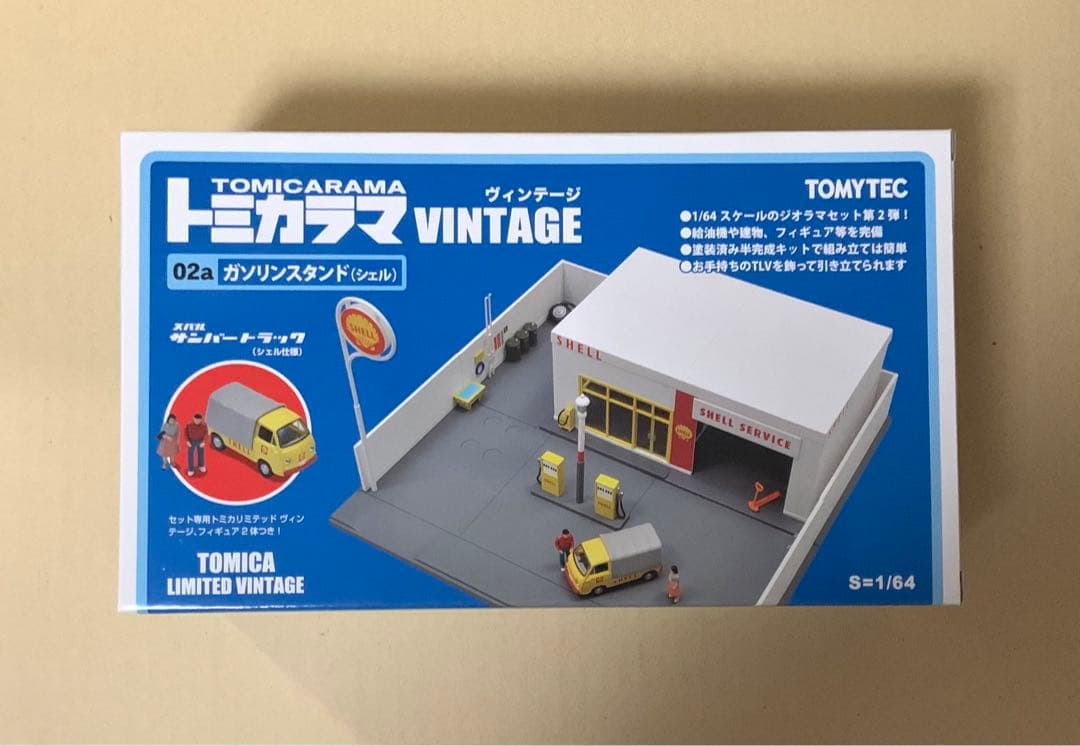 TOMICARAMA
トミカラマ
ヴィンテージ
VINTAGE
02a ガソリンスタンド(シェル)
TOMYTEC
●1/64 スケールのジオラマセット第2弾!
●給油機や建物、フィギュア等を完備
●塗装済み半完成キットで組み立ては簡単
●お手持ちのTLVを飾って引き立てられます
スバル
サンバートラック
(シェル仕様)
SHELL
セット専用トミカリミテッド ヴィン
テージ、フィギュア2体つき!
TOMICA
LIMITED VINTAGE
SHELL
SHELL
SHELL SERVICE
SHELL
S=1/64